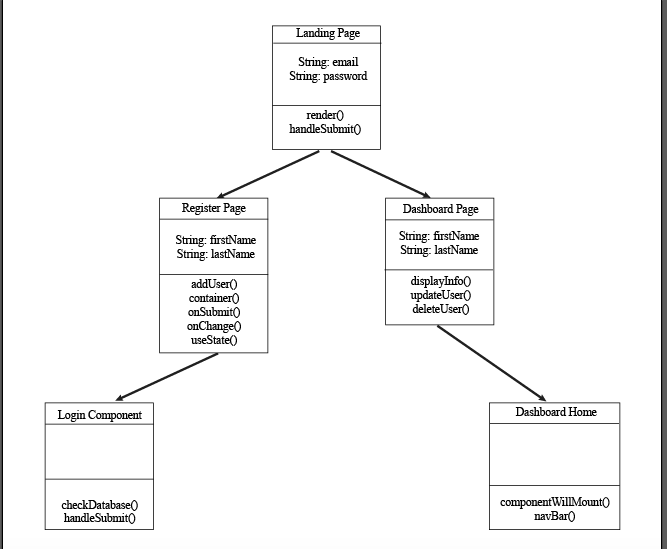 Landing Page
String: email
String: password
render()
handleSubmit()
Register Page
String: firstName
String: lastName
addUser()
container()
onSubmit()
onChange()
useState()
Dashboard Page
String: firstName
String: lastName
displayInfo()
updateUser()
deleteUser()
Login Component
checkDatabase()
handleSubmit()
Dashboard Home
componentWillMount()
navBar()